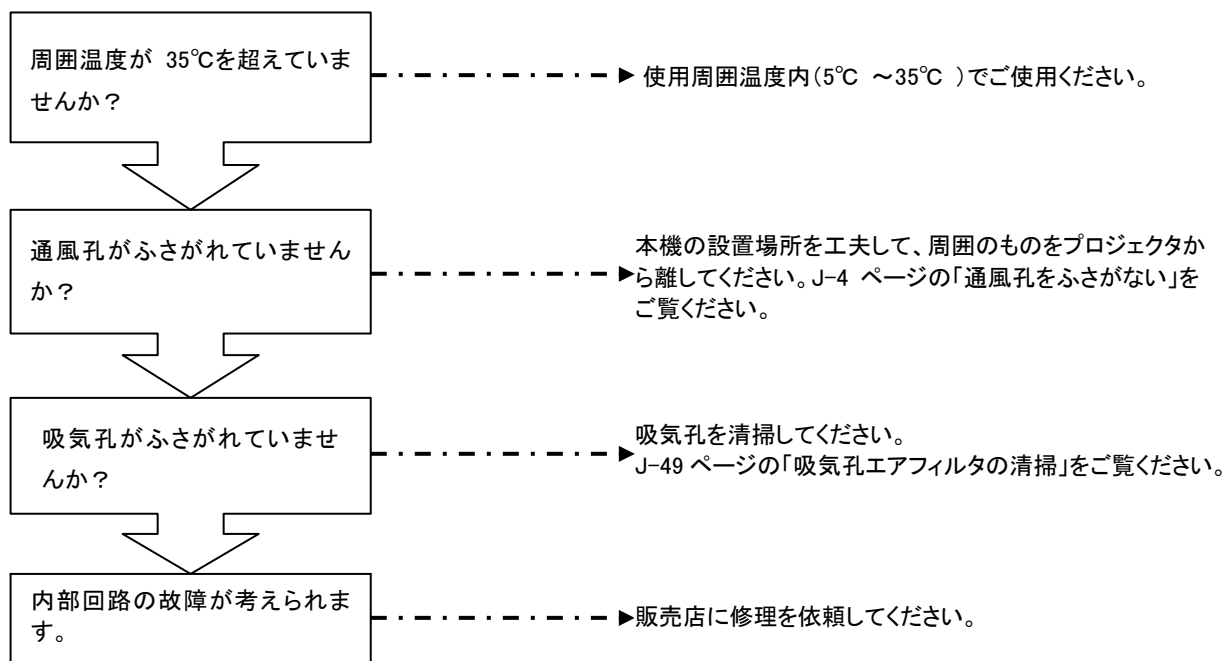 周囲温度が 35℃を超えていま
せんか？
使用周囲温度内（5℃ ～35℃ ）でご使用ください。
通風孔がふさがれていません
か？
本機の設置場所を工夫して、周囲のものをプロジェクタか
ら離してください。J-4 ページの「通風孔をふさがない」を
ご覧ください。
吸気孔がふさがれていませ
んか？
吸気孔を清掃してください。
J-49 ページの「吸気孔エアフィルタの清掃」をご覧ください。
内部回路の故障が考えられま
す。
販売店に修理を依頼してください。